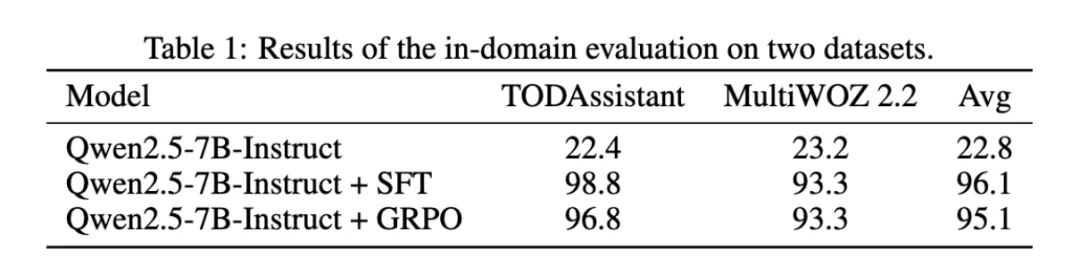 Table 1: Results of the in-domain evaluation on two datasets.
Model TODAssistant MultiWOZ 2.2 Avg
Qwen2.5-7B-Instruct 22.4 23.2 22.8
Qwen2.5-7B-Instruct + SFT 98.8 93.3 96.1
Qwen2.5-7B-Instruct + GRPO 96.8 93.3 95.1